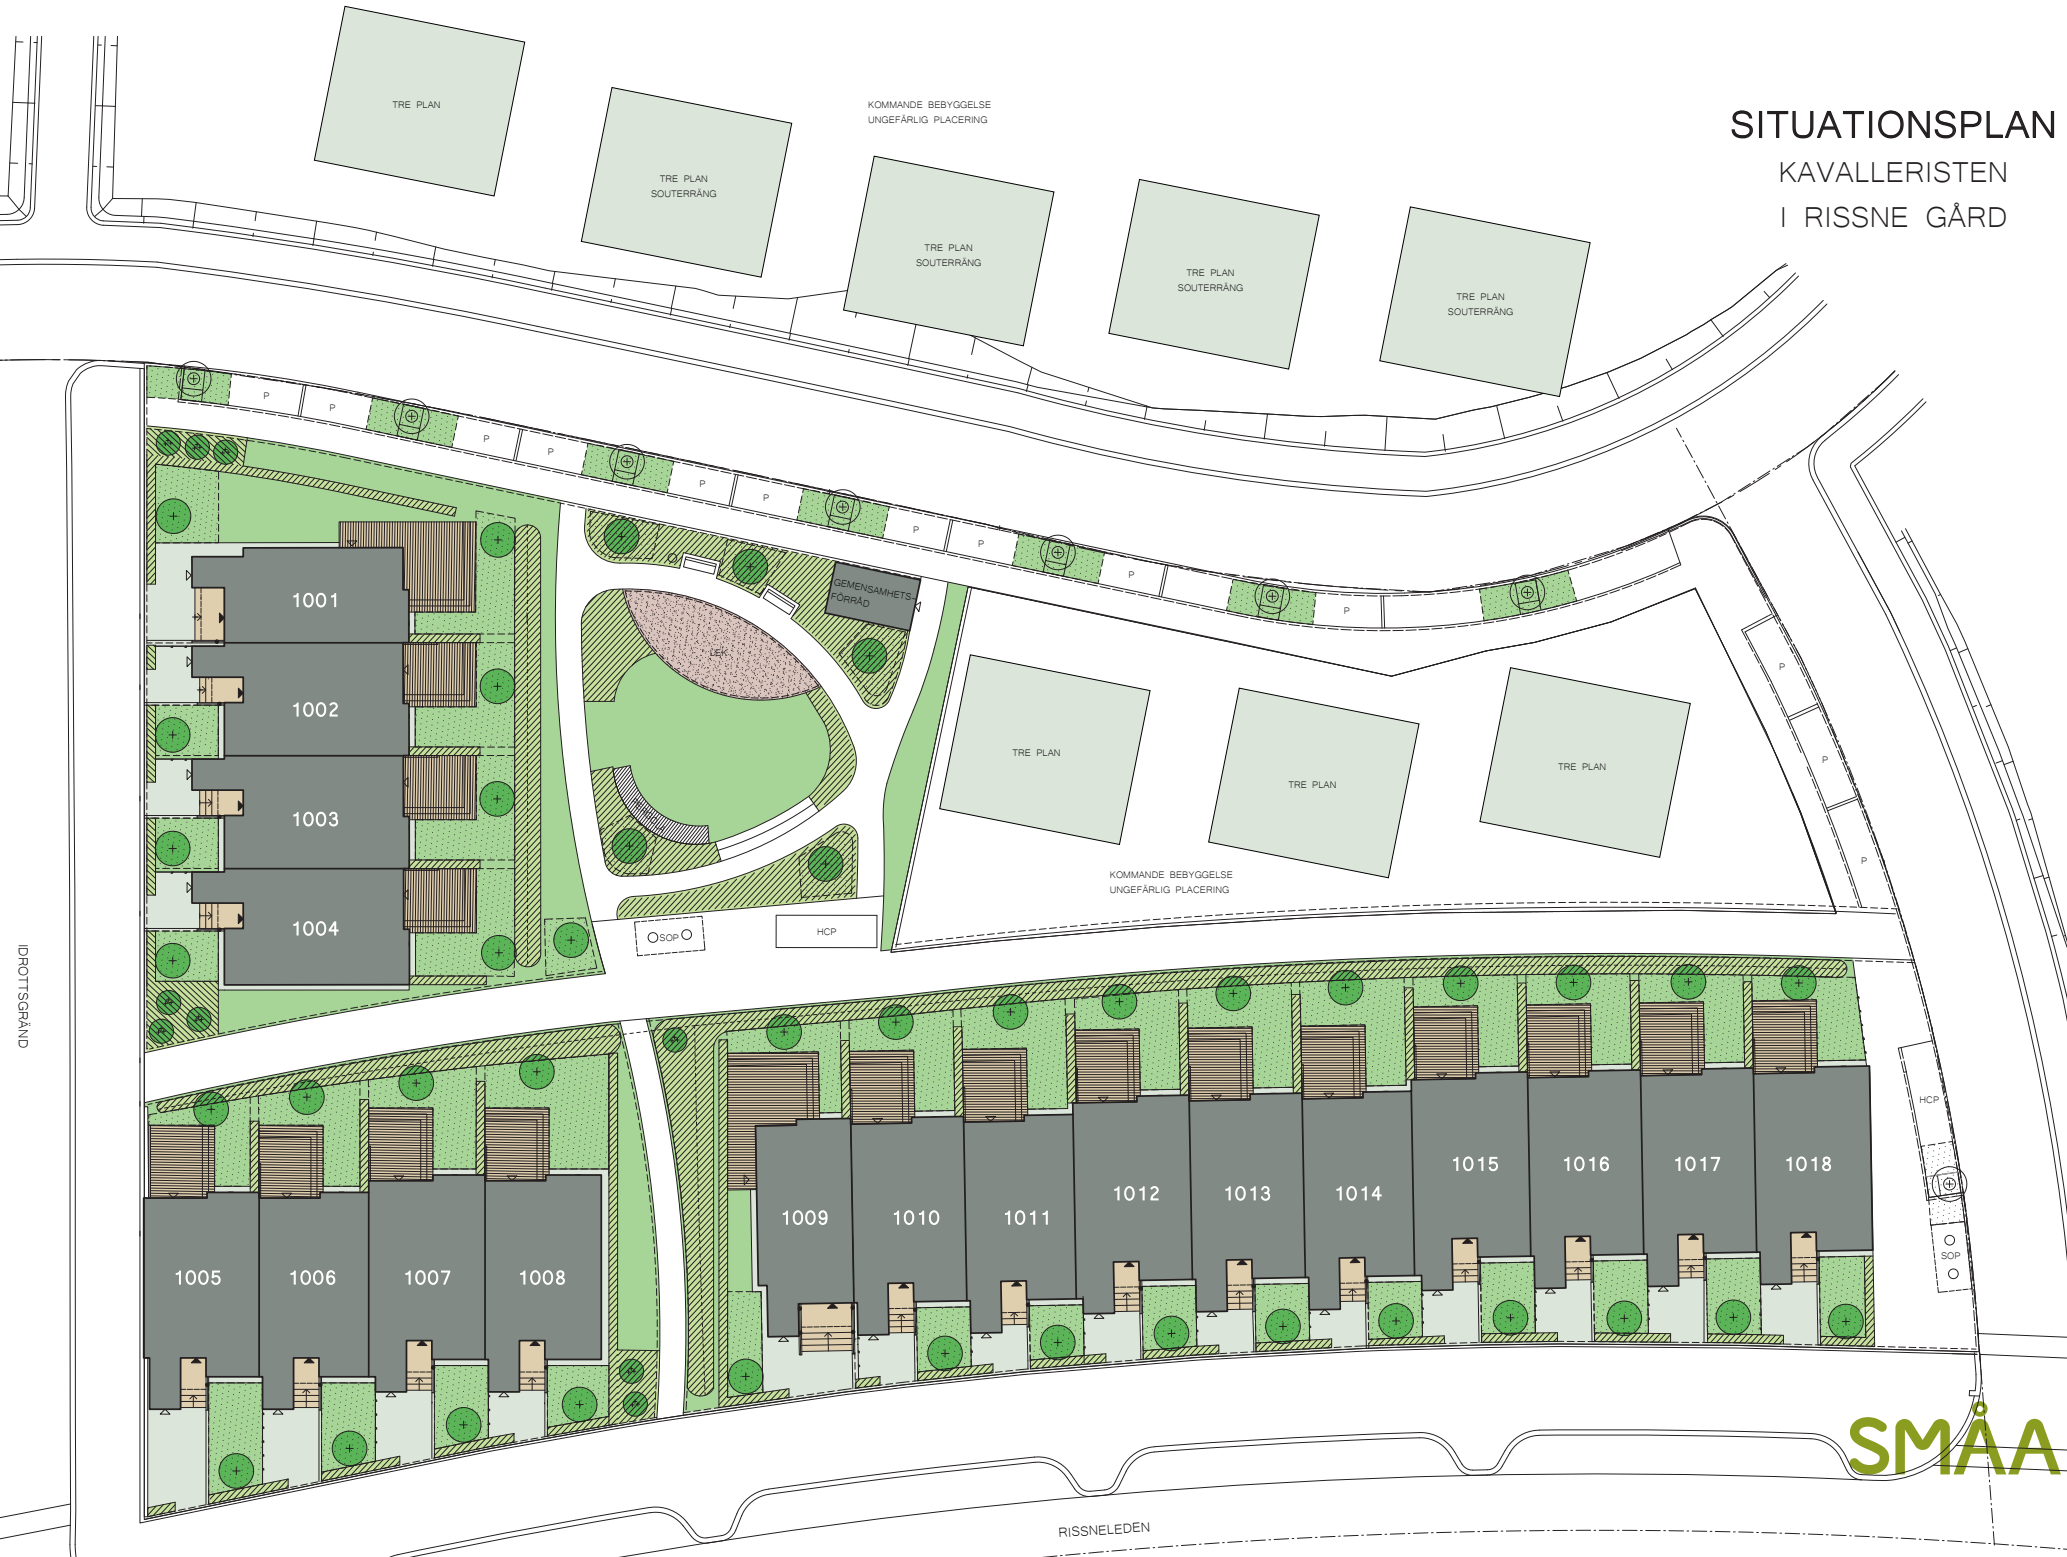 SITUATIONSPLAN
KAVALLERISTEN
I RISSNE GÅRD
TRE PLAN
KOMMANDE BEBYGGELSE
UNGEFÄRLIG PLACERING
TRE PLAN
SOUTERRÄNG
TRE PLAN
SOUTERRÄNG
TRE PLAN
SOUTERRÄNG
TRE PLAN
SOUTERRÄNG
P
P
P
P
P
P
P
P
P
P
P
P
P
GEMENSAMHETS-
FÖRRÅD
LEK
1001
1002
1003
1004
TRE PLAN
TRE PLAN
TRE PLAN
KOMMANDE BEBYGGELSE
UNGEFÄRLIG PLACERING
SOP
HCP
IDROTTSGRÄND
1005
1006
1007
1008
1009
1010
1011
1012
1013
1014
1015
1016
1017
1018
HCP
SOP
SMÅA
RISSNELEDEN